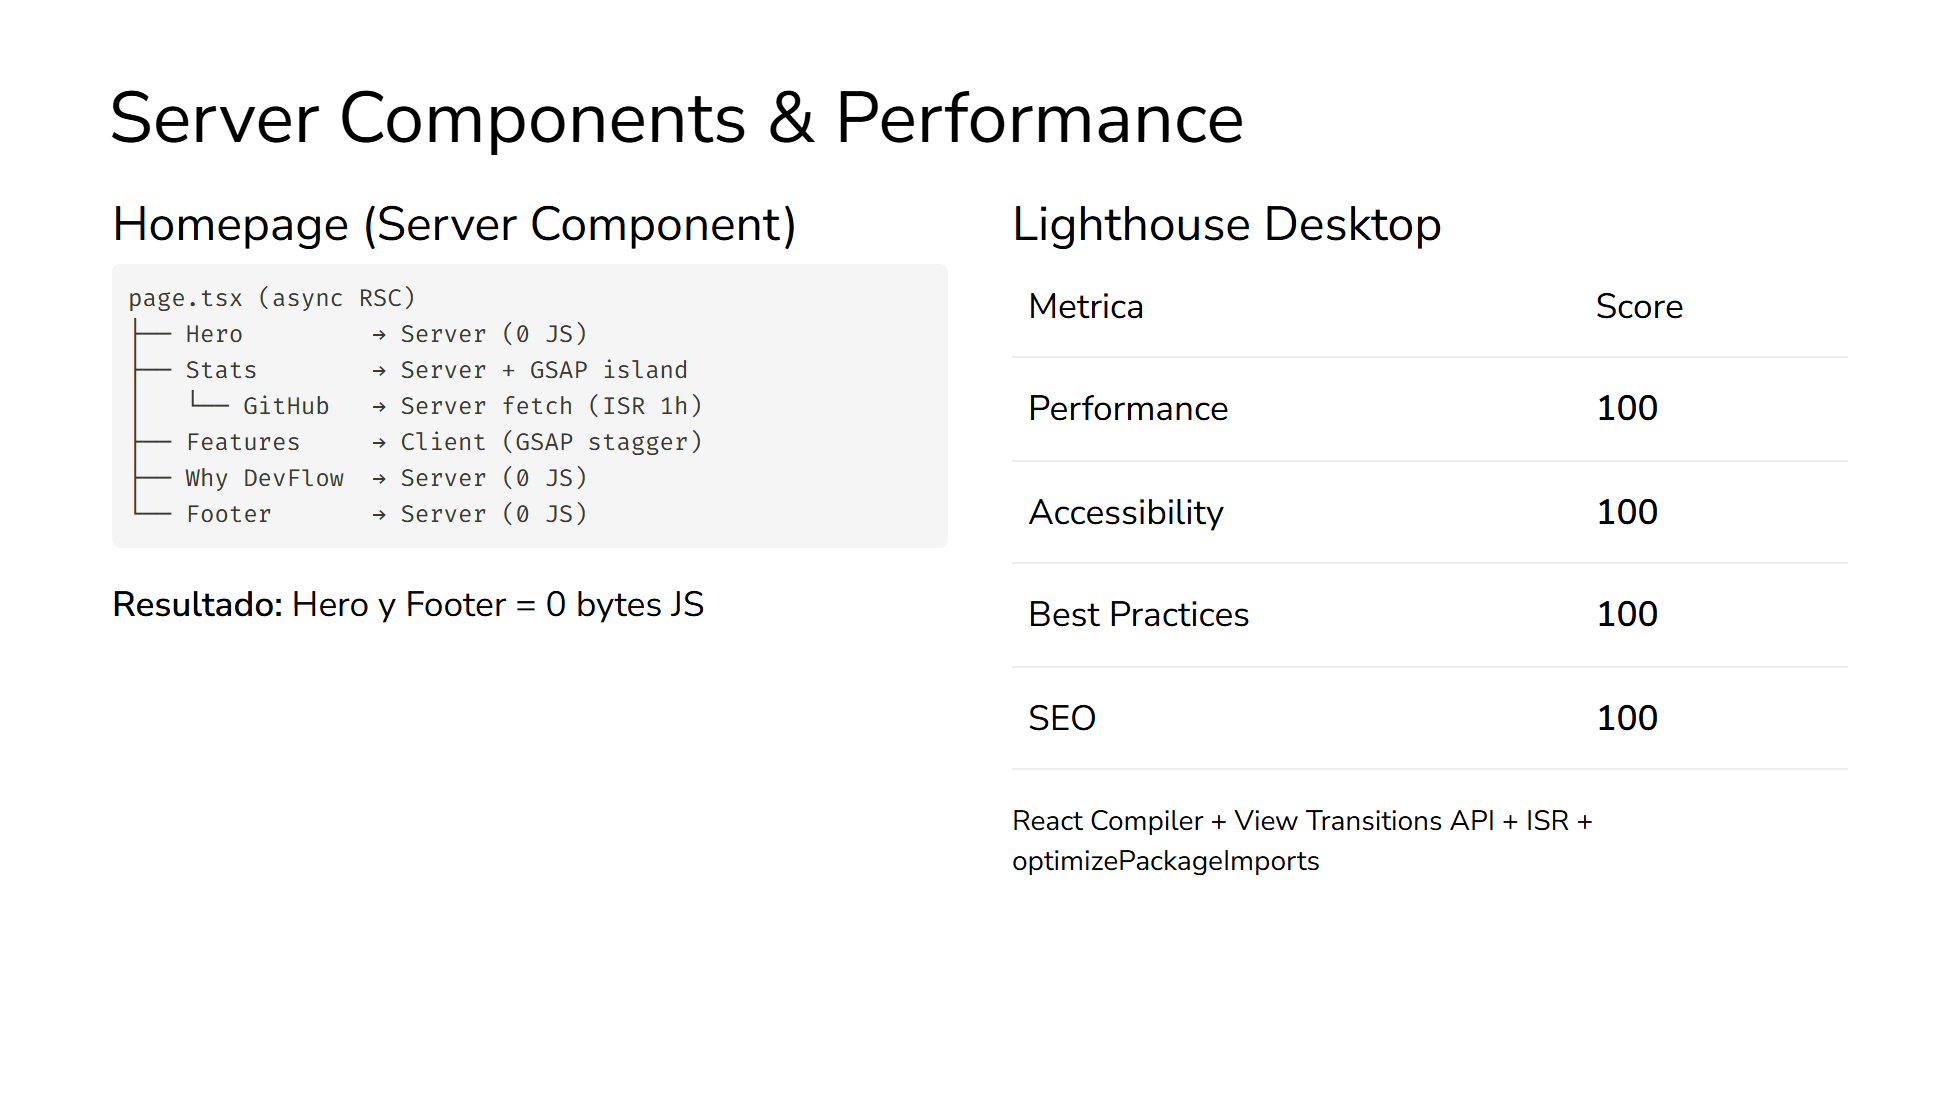 Server Components & Performance
Homepage (Server Component)
page.tsx (async RSC)
├── Hero         → Server (0 JS)
├── Stats        → Server + GSAP island
│   └── GitHub   → Server fetch (ISR 1h)
├── Features     → Client (GSAP stagger)
├── Why DevFlow  → Server (0 JS)
└── Footer       → Server (0 JS)
Resultado: Hero y Footer = 0 bytes JS
Lighthouse Desktop
Metrica Score
Performance 100
Accessibility 100
Best Practices 100
SEO 100
React Compiler + View Transitions API + ISR +
optimizePackageImports